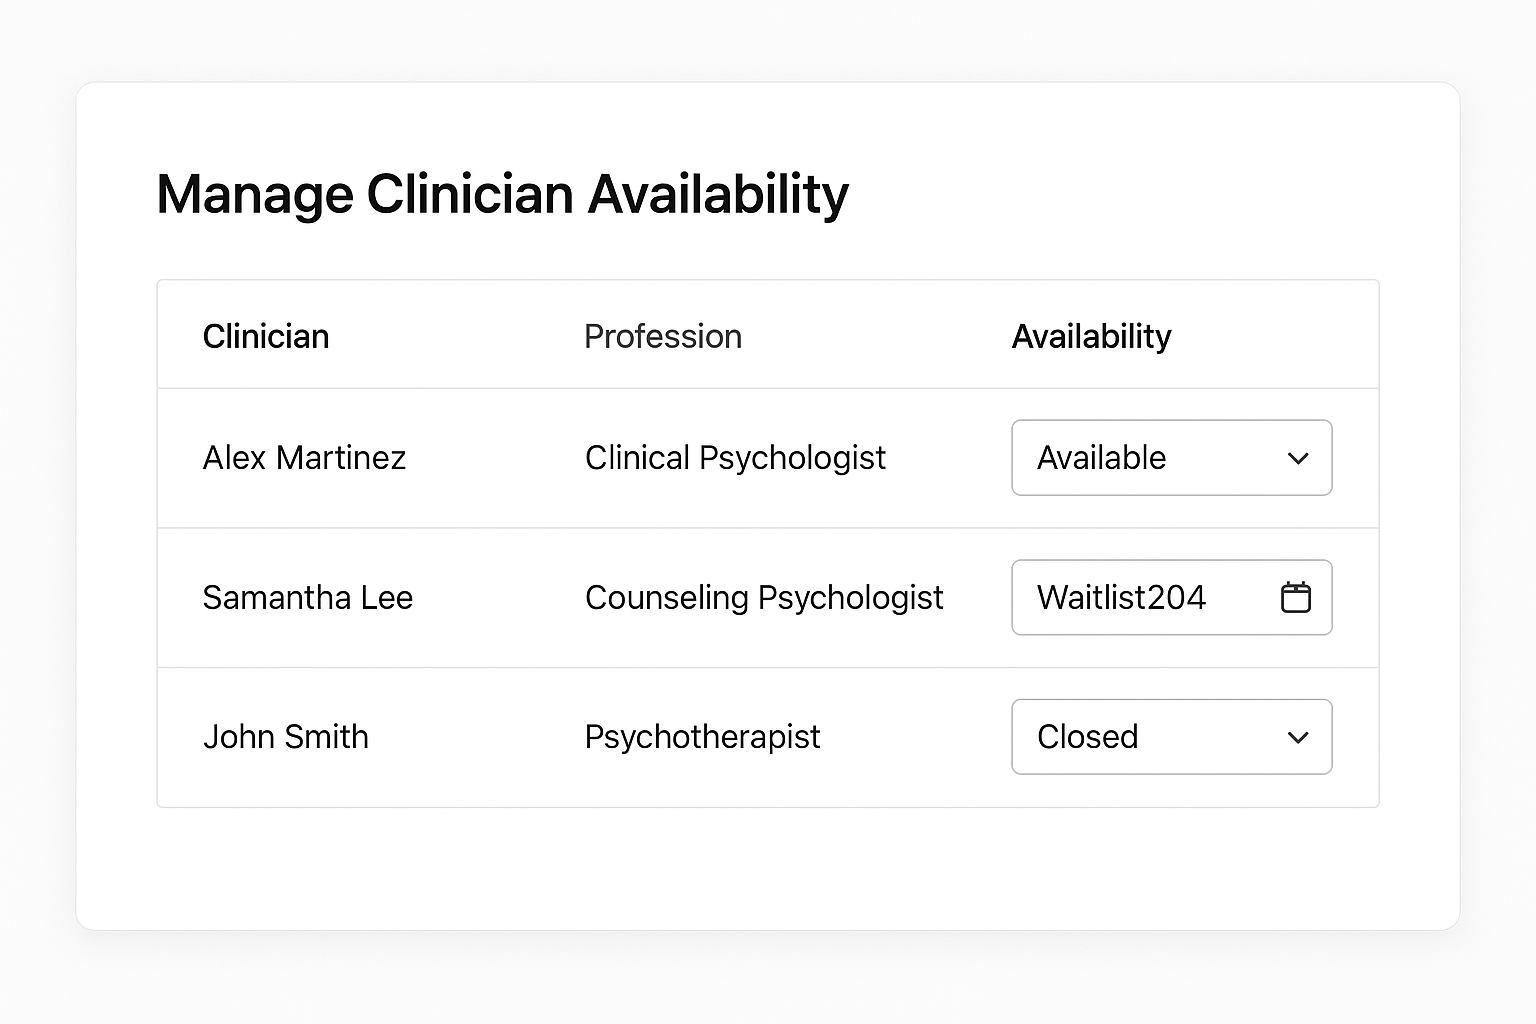 Manage Clinician Availability
Clinician Profession Availability
Alex Martinez Clinical Psychologist Available
Samantha Lee Counseling Psychologist Waitlist204
John Smith Psychotherapist Closed